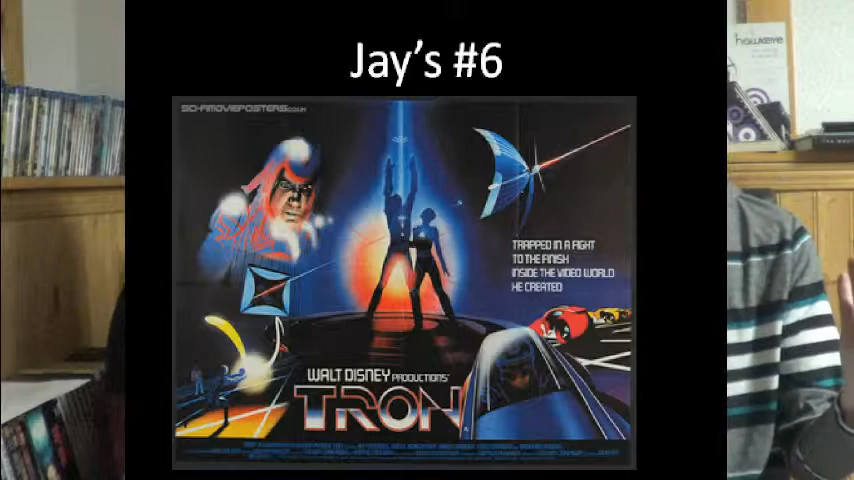 Jay's #6
SCI-FIMOVIEPOSTERS.CO.UK
hawkeye
TRAPPED IN A FIGHT
TO THE FINISH
INSIDE THE VIDEO WORLD
HE CREATED
WALT DISNEY PRODUCTIONS'
TRON